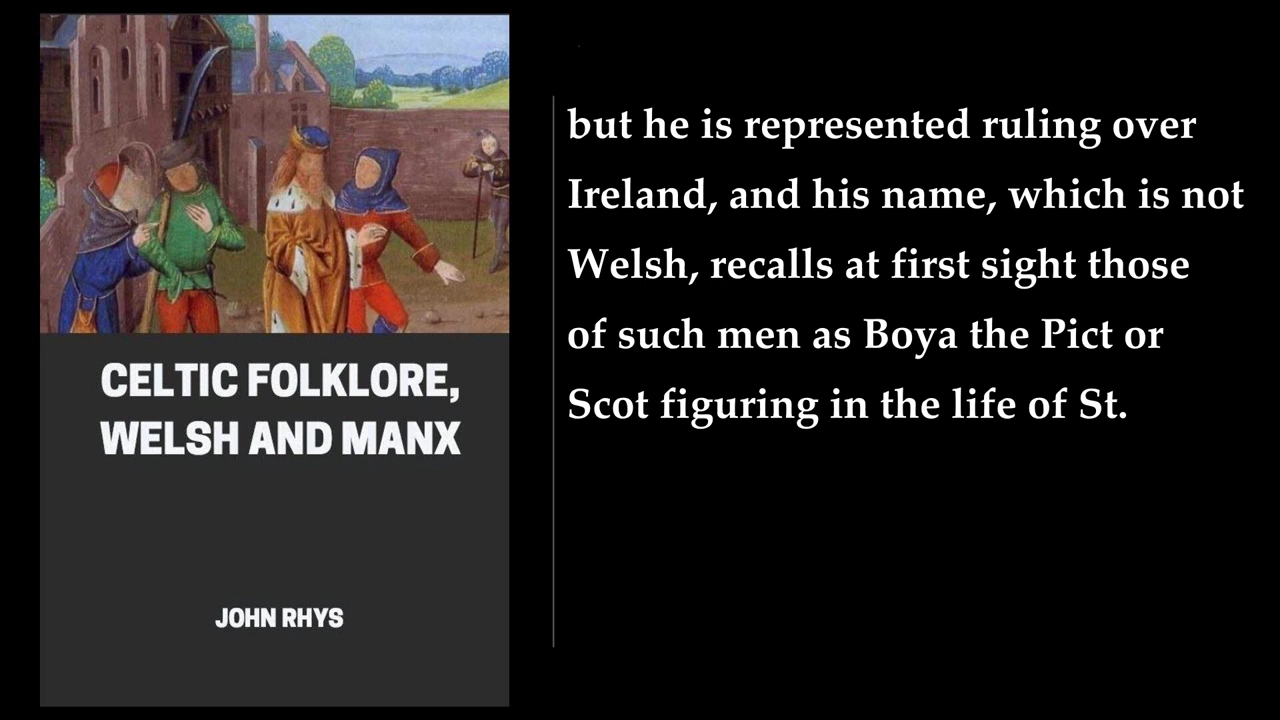 CELTIC FOLKLORE,
WELSH AND MANX
JOHN RHYS
but he is represented ruling over
Ireland, and his name, which is not
Welsh, recalls at first sight those
of such men as Boya the Pict or
Scot figuring in the life of St.